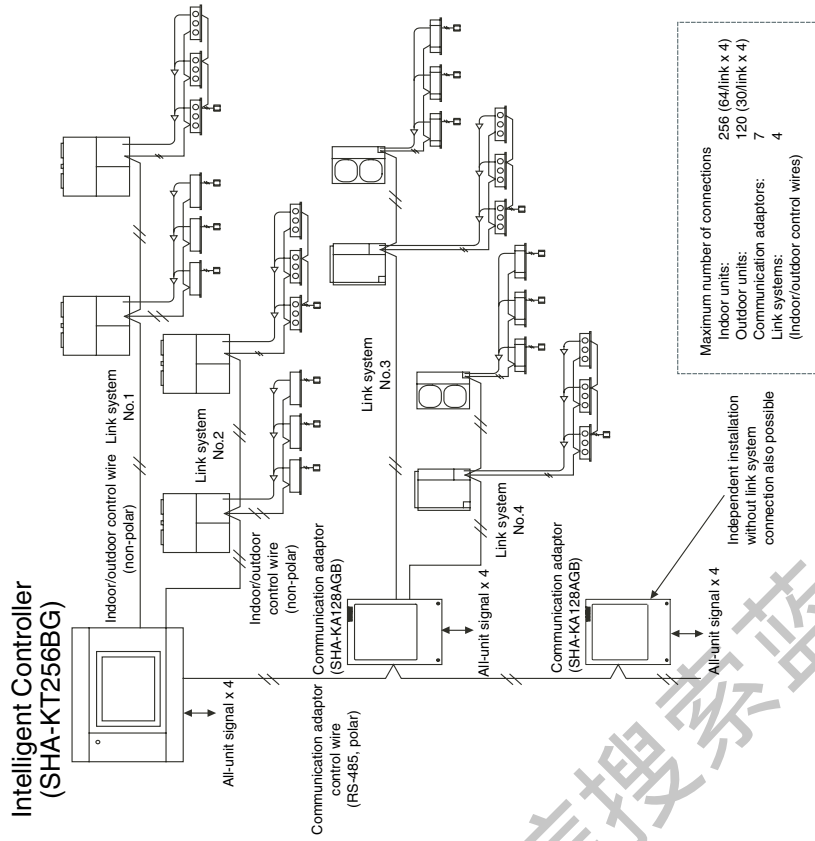 Intelligent Controller
(SHA-KT256BG)
All-unit signal x 4
Indoor/outdoor control wire
(non-polar)
Link system
No.1
Link system
No.2
Indoor/outdoor
control wire
(non-polar)
Communication adaptor
control wire
(RS-485, polar)
Communication adaptor
(SHA-KA128AGB)
All-unit signal x 4
Link system
No.3
Link system
No.4
Communication adaptor
(SHA-KA128AGB)
All-unit signal x 4
Independent installation
without link system
connection also possible
Maximum number of connections
Indoor units: 256 (64/link x 4)
Outdoor units: 120 (30/link x 4)
Communication adaptors: 7
Link systems: 4
(Indoor/outdoor control wires)
搜索